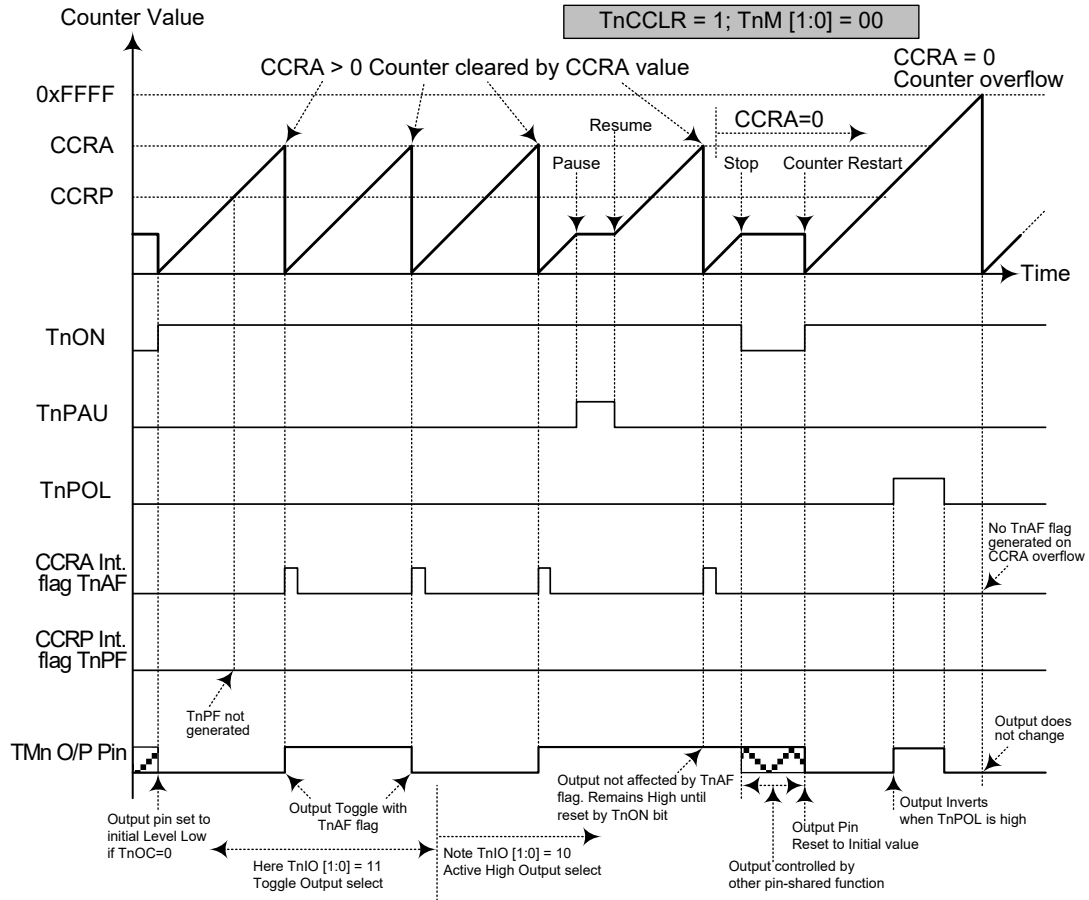 Counter Value
TnCCLR = 1; TnM [1:0] = 00
CCRA > 0 Counter cleared by CCRA value
CCRA = 0
Counter overflow
0xFFFF
CCRA
CCRP
Pause
Resume
CCRA=0
Stop
Counter Restart
Time
TnON
TnPAU
TnPOL
CCRA Int.
flag TnAF
No TnAF flag
generated on
CCRA overflow
CCRP Int.
flag TnPF
TnPF not
generated
TMn O/P Pin
Output does
not change
Output pin set to
initial Level Low
if TnOC=0
Output Toggle with
TnAF flag
Here TnIO [1:0] = 11
Toggle Output select
Note TnIO [1:0] = 10
Active High Output select
Output not affected by TnAF
flag. Remains High until
reset by TnON bit
Output Pin
Reset to Initial value
Output controlled by
other pin-shared function
Output Inverts
when TnPOL is high